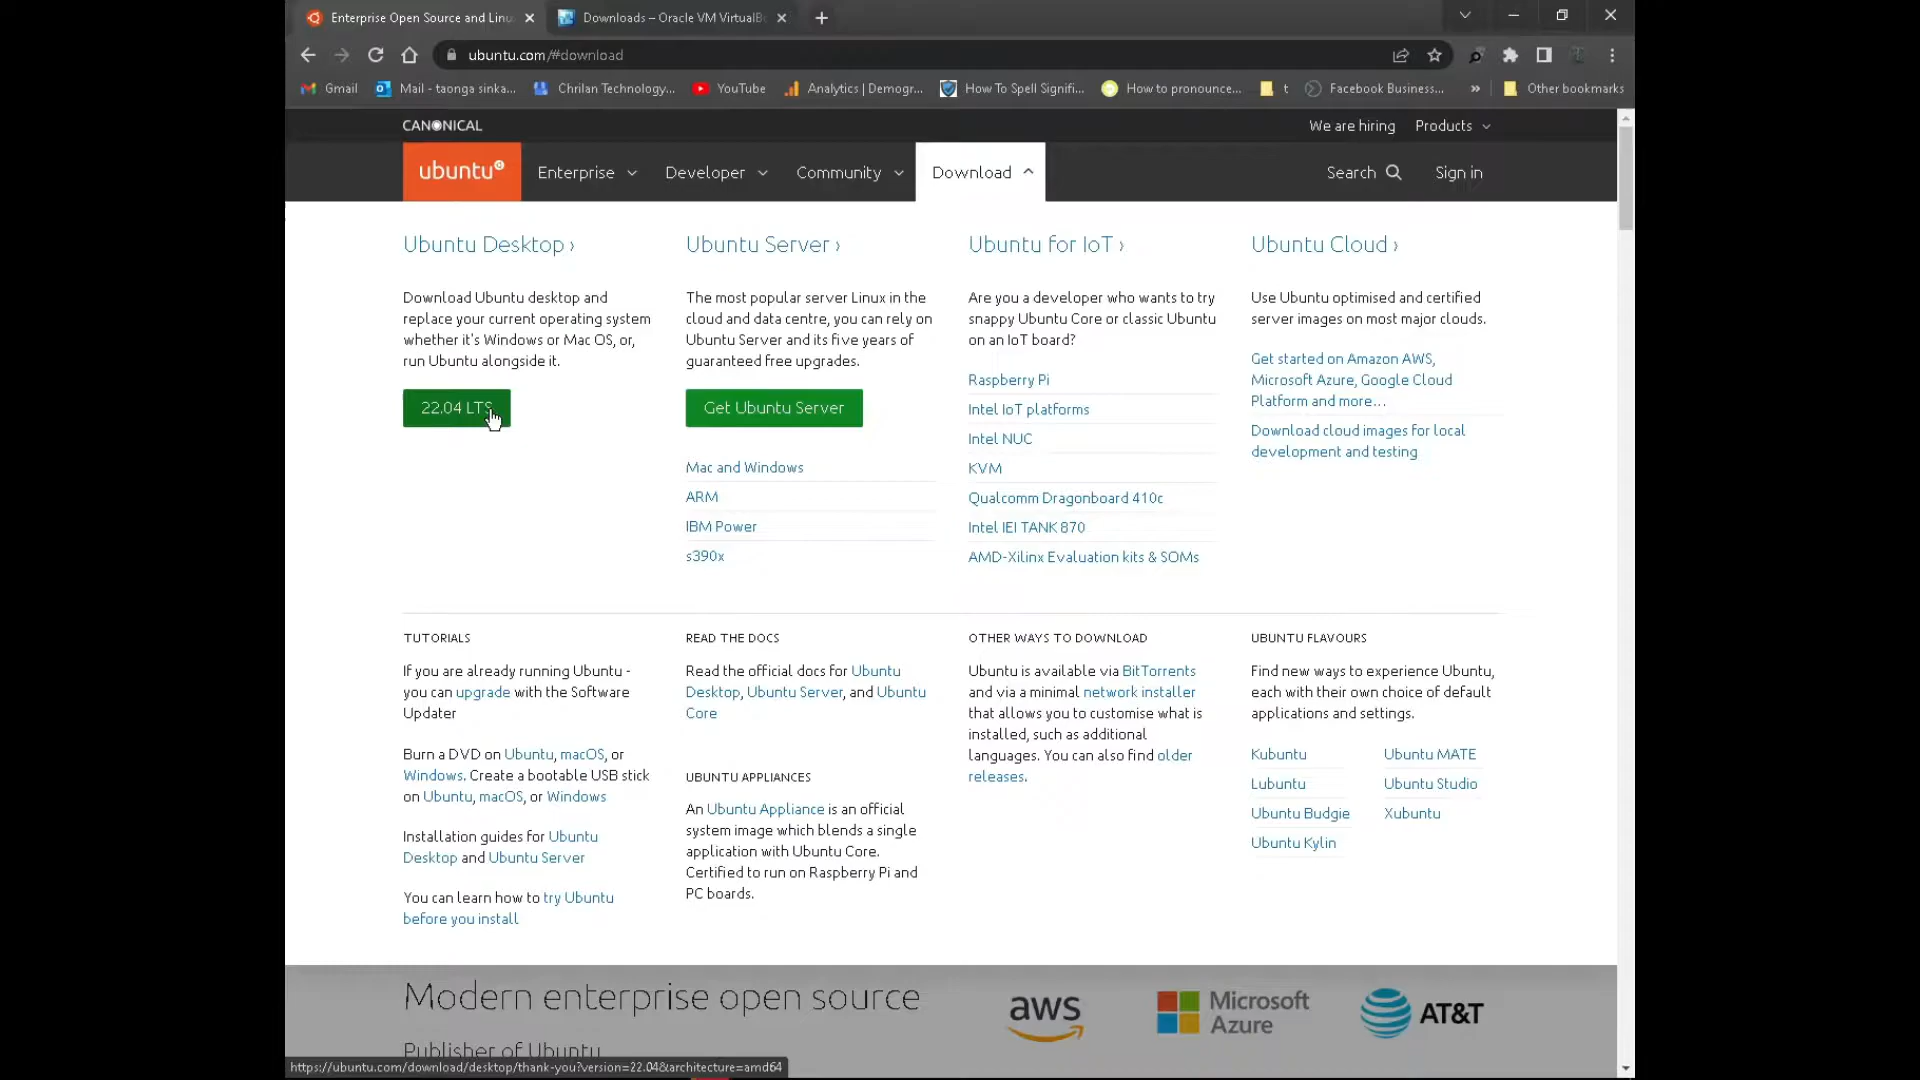 Enterprise Open Source and Linu
Downloads – Oracle VM VirtualB
ubuntu.com/#download
Gmail
Mail - taonga sinka...
Chrilan Technology...
YouTube
Analytics | Demogr...
How To Spell Signifi...
How to pronounce...
t
Facebook Business...
»
Other bookmarks
CANONICAL
We are hiring
Products
ubuntu
Enterprise
Developer
Community
Download
Search
Sign in
Ubuntu Desktop ›
Download Ubuntu desktop and
replace your current operating system
whether it's Windows or Mac OS, or,
run Ubuntu alongside it.
22.04 LTS
Ubuntu Server ›
The most popular server Linux in the
cloud and data centre, you can rely on
Ubuntu Server and its five years of
guaranteed free upgrades.
Get Ubuntu Server
Mac and Windows
ARM
IBM Power
s390x
Ubuntu for IoT ›
Are you a developer who wants to try
snappy Ubuntu Core or classic Ubuntu
on an IoT board?
Raspberry Pi
Intel IoT platforms
Intel NUC
KVM
Qualcomm Dragonboard 410c
Intel IEI TANK 870
AMD-Xilinx Evaluation kits & SOMs
Ubuntu Cloud ›
Use Ubuntu optimised and certified
server images on most major clouds.
Get started on Amazon AWS,
Microsoft Azure, Google Cloud
Platform and more...
Download cloud images for local
development and testing
TUTORIALS
If you are already running Ubuntu -
you can upgrade with the Software
Updater
Burn a DVD on Ubuntu, macOS, or
Windows. Create a bootable USB stick
on Ubuntu, macOS, or Windows
Installation guides for Ubuntu
Desktop and Ubuntu Server
You can learn how to try Ubuntu
before you install
READ THE DOCS
Read the official docs for Ubuntu
Desktop, Ubuntu Server, and Ubuntu
Core
UBUNTU APPLIANCES
An Ubuntu Appliance is an official
system image which blends a single
application with Ubuntu Core.
Certified to run on Raspberry Pi and
PC boards.
OTHER WAYS TO DOWNLOAD
Ubuntu is available via BitTorrents
and via a minimal network installer
that allows you to customise what is
installed, such as additional
languages. You can also find older
releases.
UBUNTU FLAVOURS
Find new ways to experience Ubuntu,
each with their own choice of default
applications and settings.
Kubuntu
Lubuntu
Ubuntu Budgie
Ubuntu Kylin
Ubuntu MATE
Ubuntu Studio
Xubuntu
Modern enterprise open source
Publisher of Ubuntu
aws
Microsoft
Azure
AT&T
https://ubuntu.com/download/desktop/thank-you?version=22.04&architecture=amd64